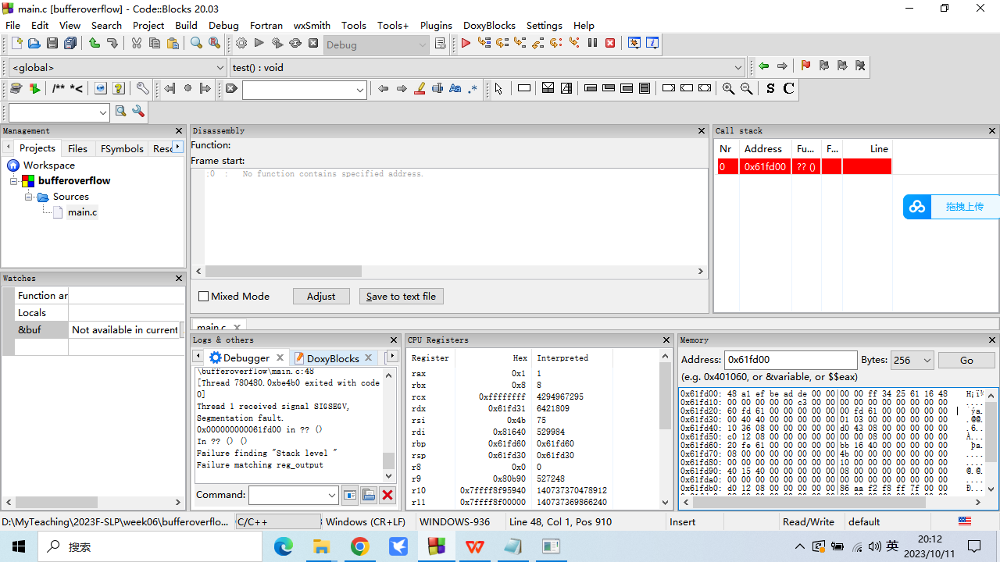 main.c [bufferoverflow] - Code::Blocks 20.03
File Edit View Search Project Build Debug Fortran wxSmith Tools Tools+ Plugins DoxyBlocks Settings Help
Debug
<global>
test() : void
/** *<
Aa .*
S C
Management
Projects Files FSymbols Resc
Workspace
bufferoverflow
Sources
main.c
Watches
Function ar
Locals
&buf Not available in current
Disassembly
Function:
Frame start:
:0 : No function contains specified address.
Mixed Mode
Adjust
Save to text file
Call stack
Nr Address Fu... F... Line
0 0x61fd00 ?? ()
拖拽上传
main.c
Logs & others
Debugger DoxyBlocks
\bufferoverflow\main.c:48
[Thread 780480.0xbe4b0 exited with code
0]
Thread 1 received signal SIGSEGV,
Segmentation fault.
0x000000000061fd00 in ?? ()
In ?? () ()
Failure finding "Stack level "
Failure matching reg_output
Command:
CPU Registers
Register Hex Interpreted
rax 0x1 1
rbx 0x8 8
rcx 0xffffffff 4294967295
rdx 0x61fd31 6421809
rsi 0x4b 75
rdi 0x81640 529984
rbp 0x61fd60 0x61fd60
rsp 0x61fd30 0x61fd30
r8 0x0 0
r9 0x80b90 527248
r10 0x7ffff8f95940 140737370478912
r11 0x7ffff8f00000 140737369866240
Memory
Address: 0x61fd00 Bytes: 256 Go
(e.g. 0x401060, or &variable, or $$eax)
0x61fd00: 48 a1 ef be ad de 00 00 00 00 ff 34 25 61 16 48
0x61fd10: 00 00 00 00 00 c3 00 00 00 00 00 00 00 00 00 00
0x61fd20: 60 fd 61 00 00 00 00 00 00 fd 61 00 00 00 00 00
0x61fd30: 00 40 40 00 00 00 00 00 01 03 00 00 00 00 00 00
0x61fd40: 10 36 08 00 00 00 00 00 d0 43 08 00 00 00 00 00
0x61fd50: c0 12 08 00 00 00 00 00 00 00 08 00 00 00 00 00
0x61fd60: 20 fe 61 00 00 00 00 00 bb 16 40 00 00 00 00 00
0x61fd70: 08 00 00 00 00 00 00 00 4b 00 00 00 00 00 00 00
0x61fd80: 00 00 00 00 00 00 00 00 10 00 00 00 00 00 00 00
0x61fd90: 40 15 40 00 00 00 00 00 08 00 00 00 00 00 00 00
0x61fda0: 00 00 00 00 00 00 00 00 00 00 00 00 00 00 00 00
0x61fdb0: d0 12 08 00 00 00 00 00 86 aa f2 f8 ff 7f 00 00
D:\MyTeaching\2023F-SLP\week06\bufferoverflo... C/C++ Windows (CR+LF) WINDOWS-936 Line 48, Col 1, Pos 910 Insert Read/Write default
搜索
英
20:12
2023/10/11